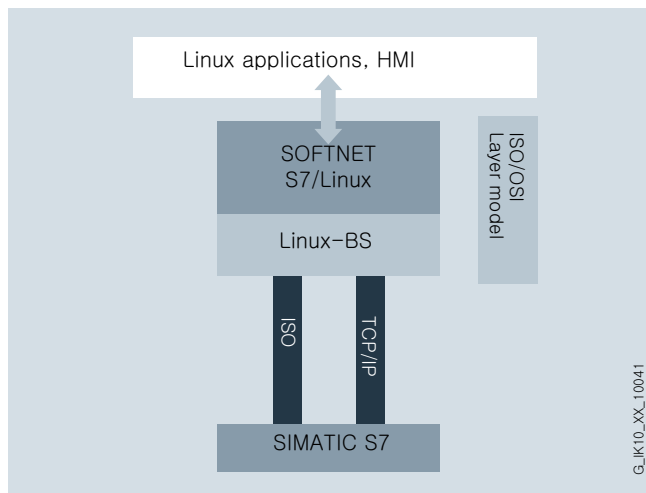 Linux applications, HMI
SOFTNET
S7/Linux
ISO/OSI
Layer model
Linux-BS
ISO
TCP/IP
SIMATIC S7
G_IK10_XX_10041